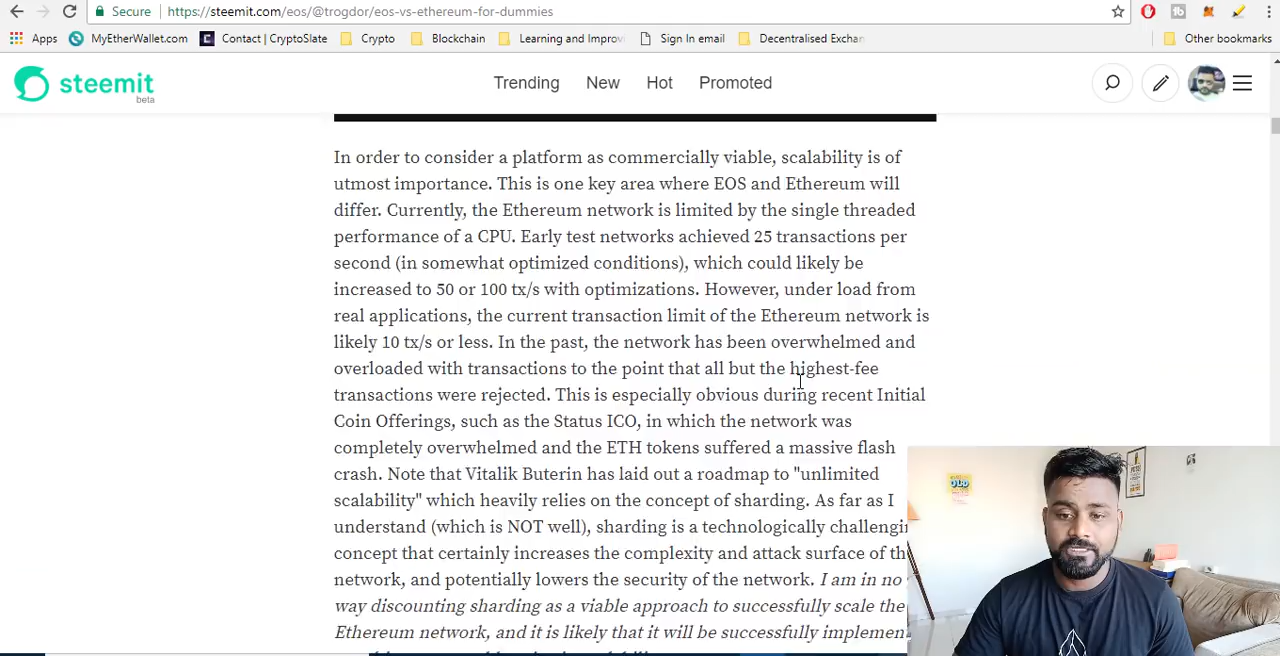 Secure
https://steemit.com/eos/@trogdor/eos-vs-ethereum-for-dummies
Apps
MyEtherWallet.com
Contact | CryptoSlate
Crypto
Blockchain
Learning and Improv
Sign In email
Decentralised Exchan
Other bookmarks
steemit
beta
Trending
New
Hot
Promoted
In order to consider a platform as commercially viable, scalability is of
utmost importance. This is one key area where EOS and Ethereum will
differ. Currently, the Ethereum network is limited by the single threaded
performance of a CPU. Early test networks achieved 25 transactions per
second (in somewhat optimized conditions), which could likely be
increased to 50 or 100 tx/s with optimizations. However, under load from
real applications, the current transaction limit of the Ethereum network is
likely 10 tx/s or less. In the past, the network has been overwhelmed and
overloaded with transactions to the point that all but the highest-fee
transactions were rejected. This is especially obvious during recent Initial
Coin Offerings, such as the Status ICO, in which the network was
completely overwhelmed and the ETH tokens suffered a massive flash
crash. Note that Vitalik Buterin has laid out a roadmap to "unlimited
scalability" which heavily relies on the concept of sharding. As far as I
understand (which is NOT well), sharding is a technologically challengin
concept that certainly increases the complexity and attack surface of th
network, and potentially lowers the security of the network. I am in no
way discounting sharding as a viable approach to successfully scale the
Ethereum network, and it is likely that it will be successfully implemen